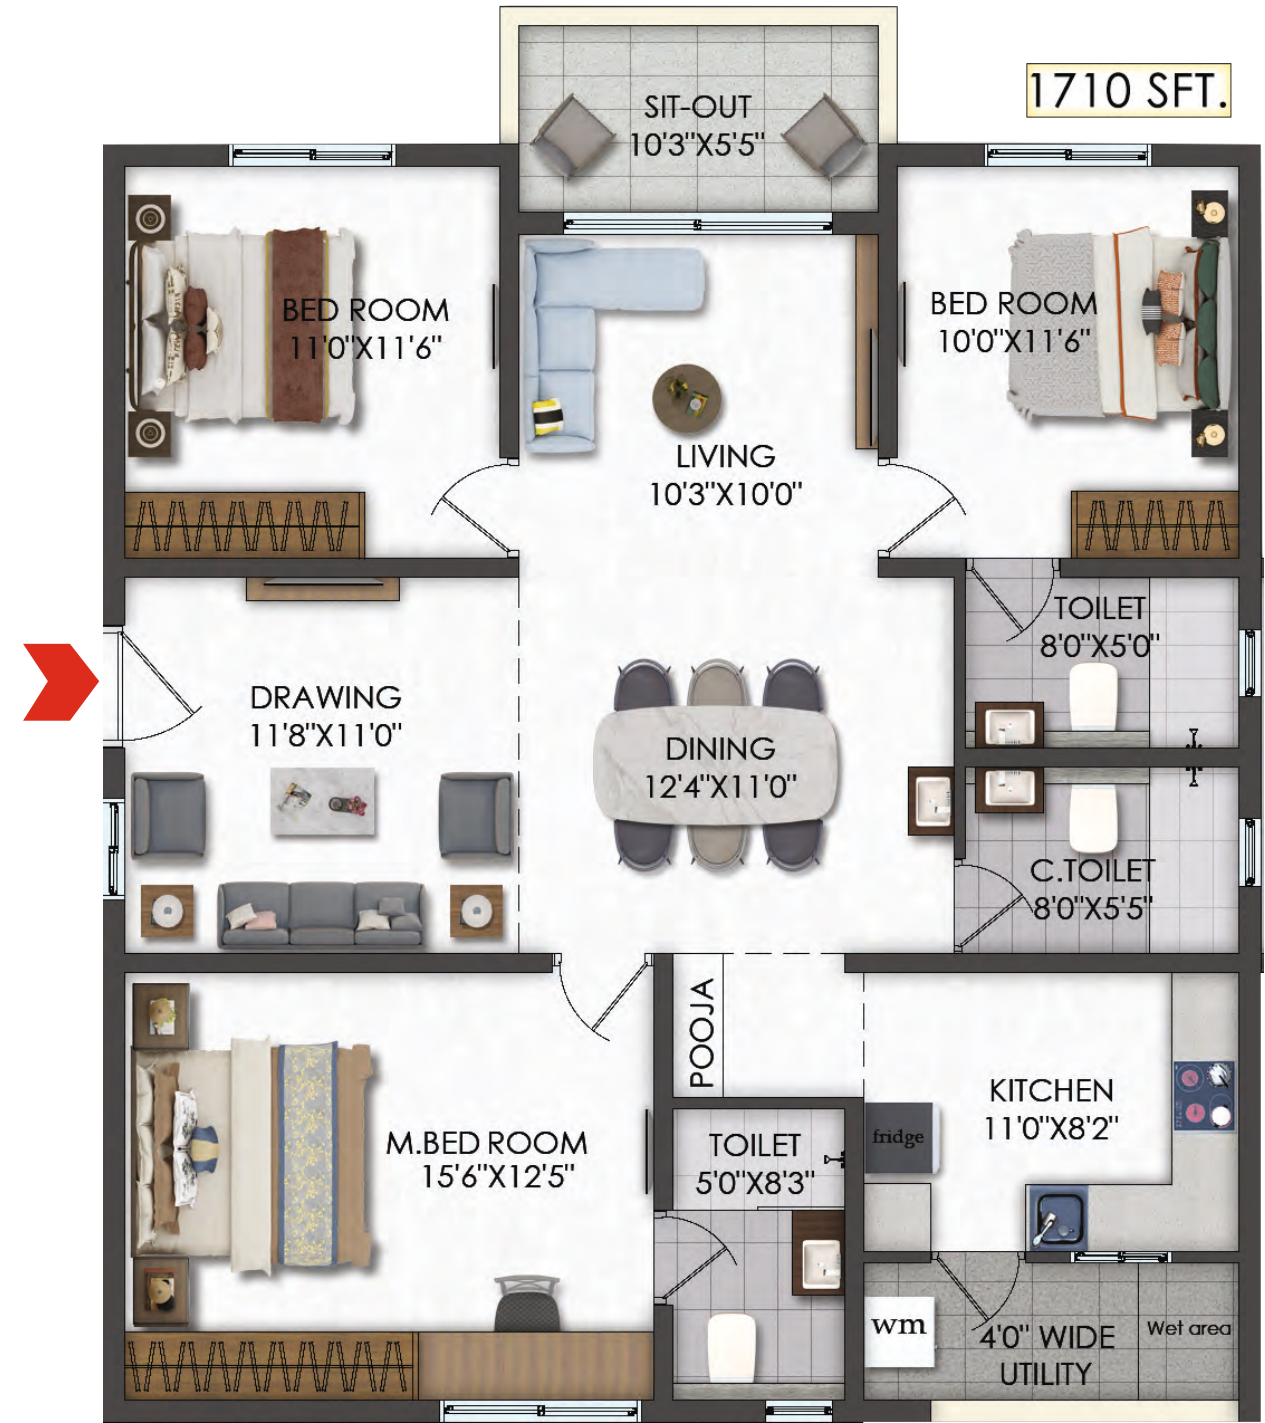 1710 SFT.
SIT-OUT
10'3"X5'5"
BED ROOM
11'0"X11'6"
BED ROOM
10'0"X11'6"
LIVING
10'3"X10'0"
TOILET
8'0"X5'0"
DRAWING
11'8"X11'0"
DINING
12'4"X11'0"
C.TOILET
8'0"X5'5"
POOJA
KITCHEN
11'0"X8'2"
fridge
M.BED ROOM
15'6"X12'5"
TOILET
5'0"X8'3"
wm
4'0" WIDE
UTILITY
Wet area